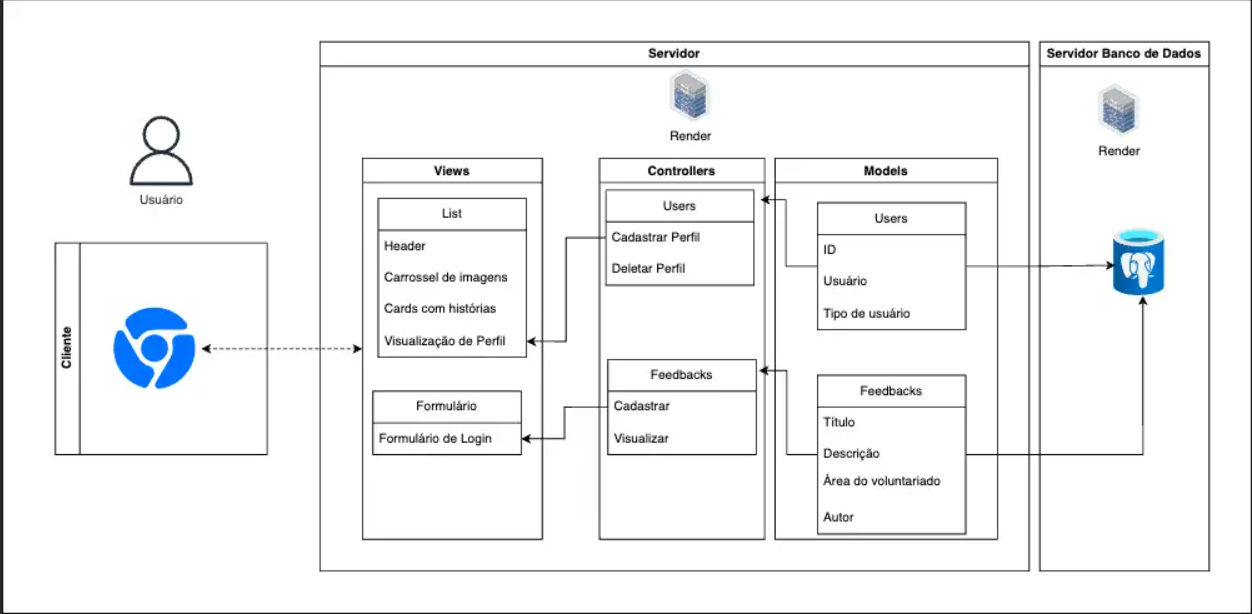 Servidor
Servidor Banco de Dados
Render
Render
Usuário
Cliente
Views
List
Header
Carrossel de imagens
Cards com histórias
Visualização de Perfil
Formulário
Formulário de Login
Controllers
Users
Cadastrar Perfil
Deletar Perfil
Feedbacks
Cadastrar
Visualizar
Models
Users
ID
Usuário
Tipo de usuário
Feedbacks
Título
Descrição
Área do voluntariado
Autor